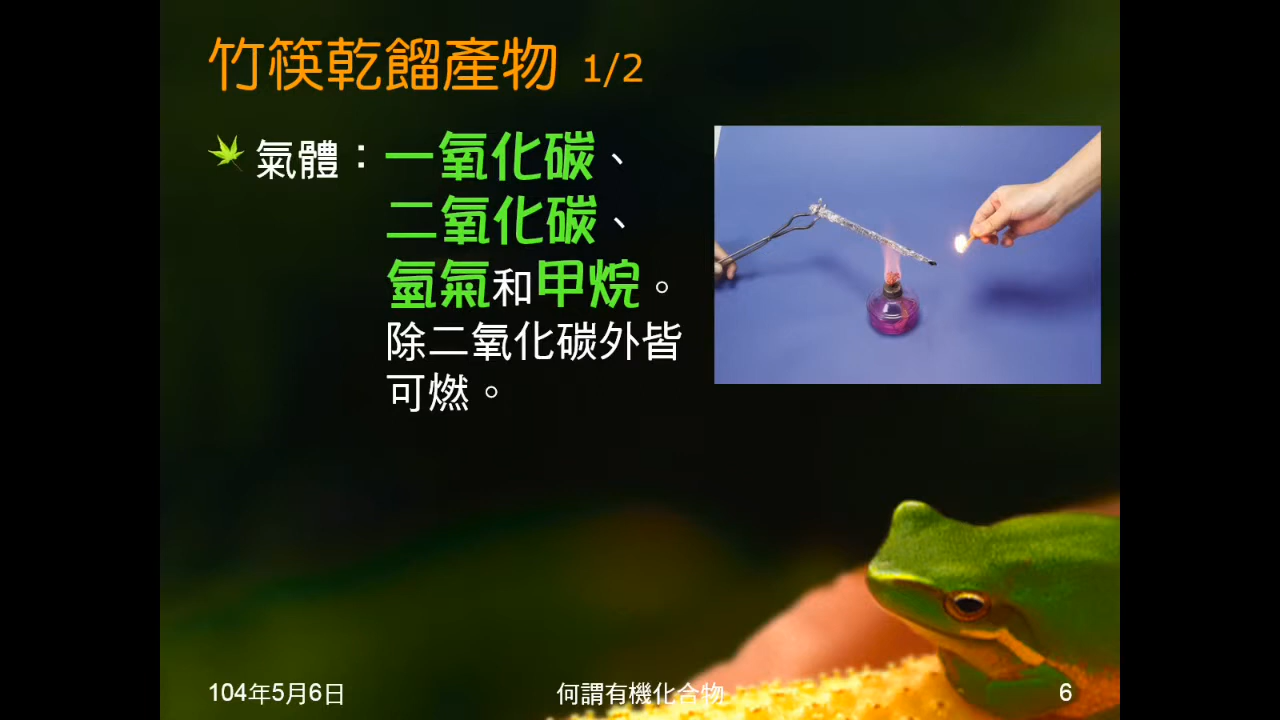 竹筷乾餾產物 1/2
氣體：一氧化碳、
二氧化碳、
氫氣和甲烷。
除二氧化碳外皆
可燃。
104年5月6日
何謂有機化合物
6